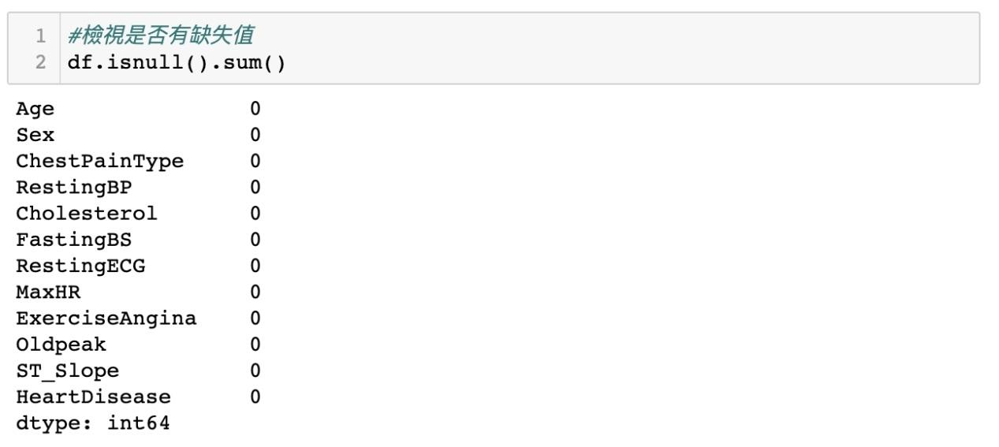 1 #檢視是否有缺失值
2 df.isnull().sum()
Age 0
Sex 0
ChestPainType 0
RestingBP 0
Cholesterol 0
FastingBS 0
RestingECG 0
MaxHR 0
ExerciseAngina 0
Oldpeak 0
ST_Slope 0
HeartDisease 0
dtype: int64